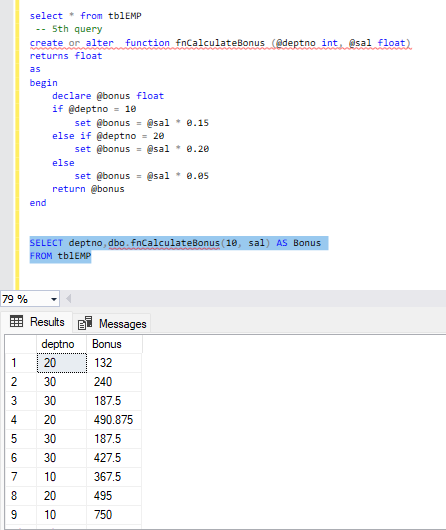 select * from tblEMP
-- 5th query
create or alter  function fnCalculateBonus (@deptno int, @sal float)
returns float
as
begin
declare @bonus float
if @deptno = 10
set @bonus = @sal * 0.15
else if @deptno = 20
set @bonus = @sal * 0.20
else
set @bonus = @sal * 0.05
return @bonus
end
SELECT deptno,dbo.fnCalculateBonus(10, sal) AS Bonus
FROM tblEMP
79 %
Results Messages
deptno Bonus
1 20 132
2 30 240
3 30 187.5
4 20 490.875
5 30 187.5
6 30 427.5
7 10 367.5
8 20 495
9 10 750